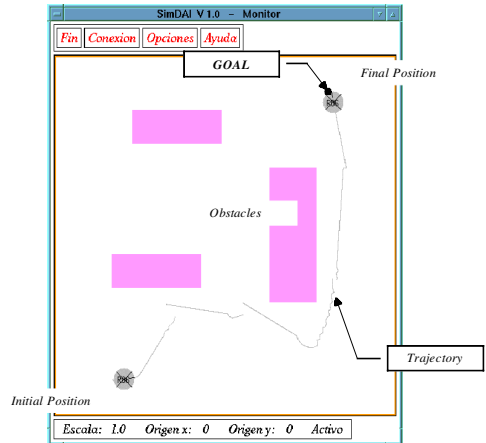 SimDAI V 1.0 - Monitor
Fin Conexion Opciones Ayuda
GOAL
Final Position
Obstacles
Trajectory
Initial Position
Escala: 1.0 Origen x: 0 Origen y: 0 Activo